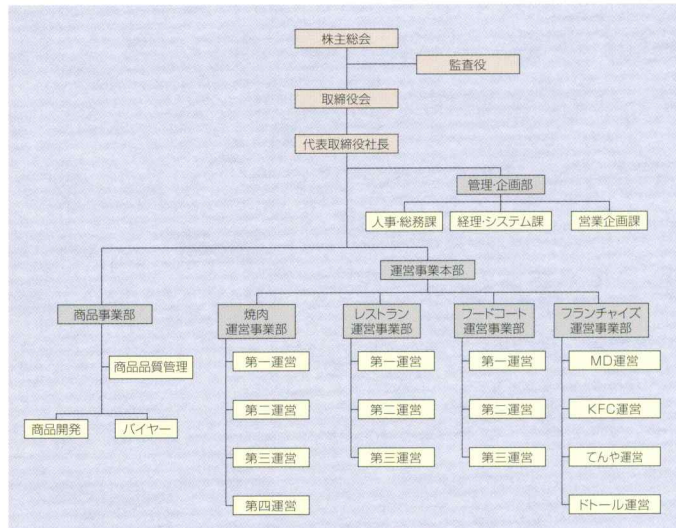 株主総会
監査役
取締役会
代表取締役社長
管理・企画部
人事・総務課
経理・システム課
営業企画課
運営事業本部
商品事業部
焼肉
運営事業部
レストラン
運営事業部
フードコート
運営事業部
フランチャイズ
運営事業部
商品品質管理
商品開発
バイヤー
第一運営
第二運営
第三運営
第四運営
第一運営
第二運営
第三運営
第一運営
第二運営
第三運営
MD運営
KFC運営
てんや運営
ドトール運営